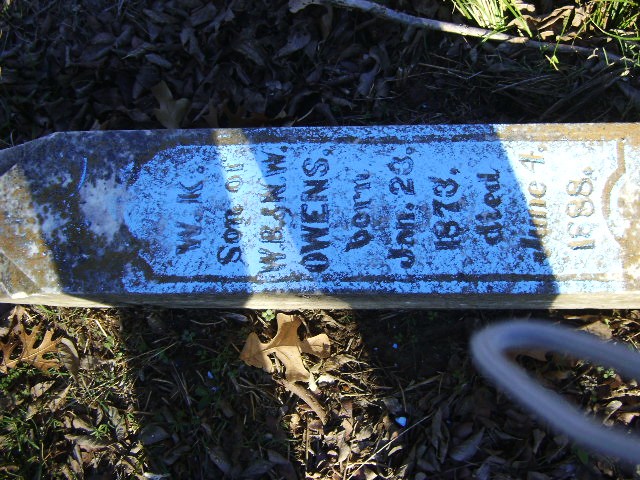 W. K.
Son of
W.B. & K.W.
OWENS.
born
Jan. 23,
1873,
died
June 4,
1888.